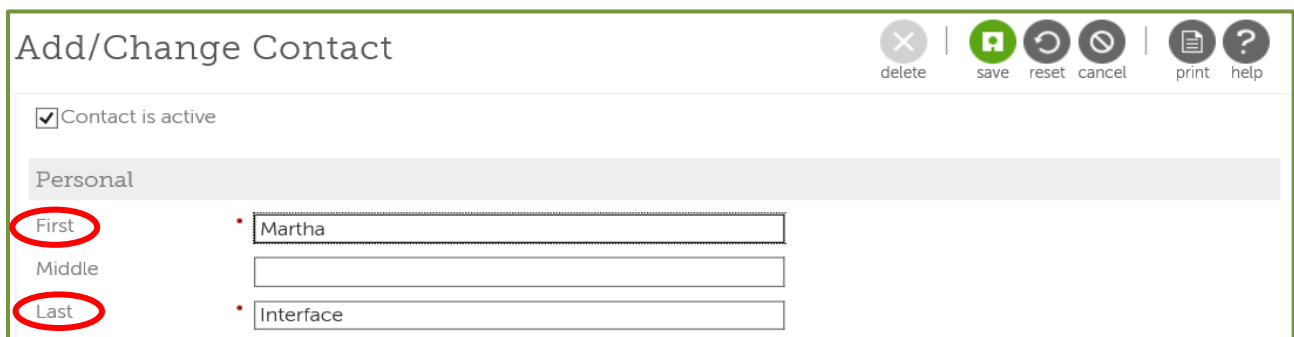 Add/Change Contact
delete save reset cancel print help
Contact is active
Personal
First * Martha
Middle
Last * Interface